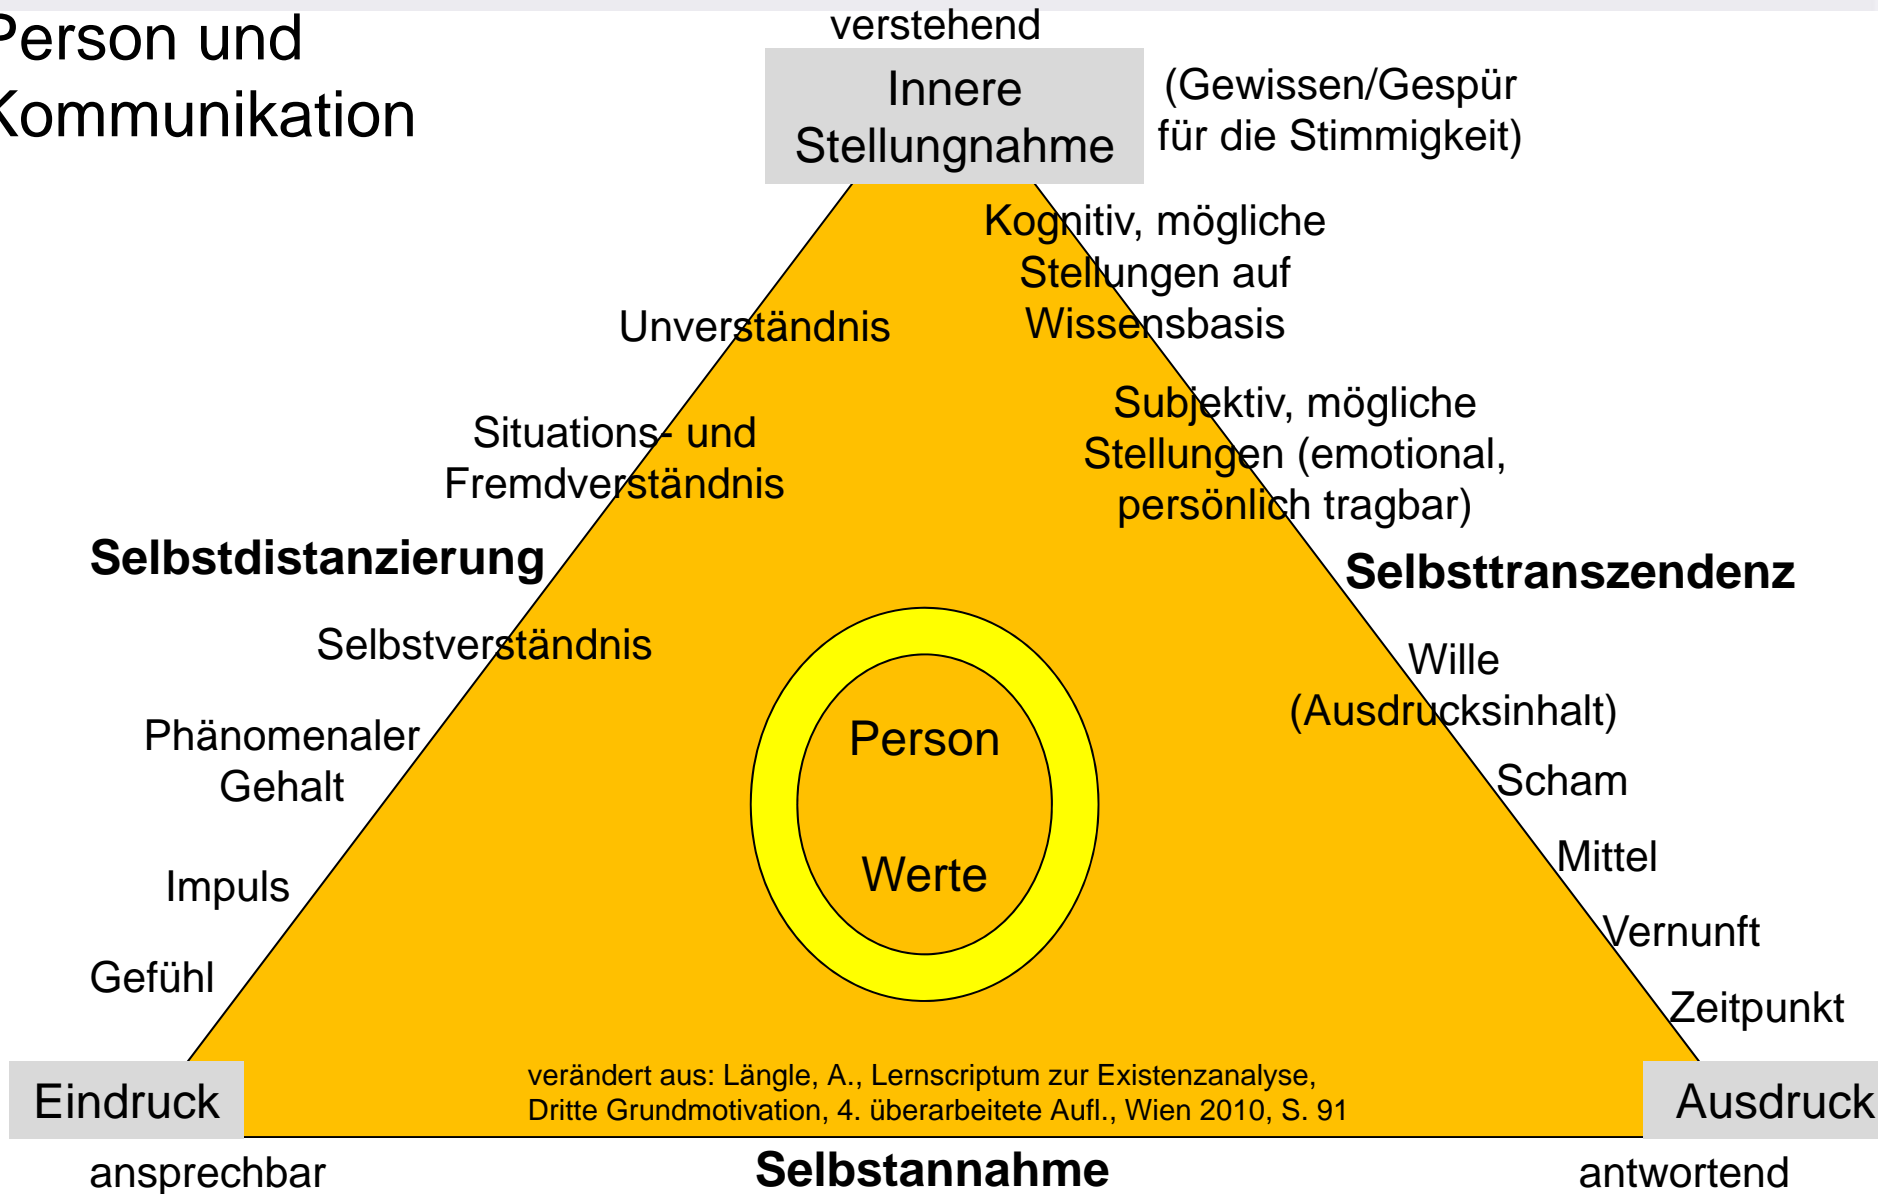 Person und
Kommunikation
verstehend
Innere
Stellungnahme
(Gewissen/Gespür
für die Stimmigkeit)
Kognitiv, mögliche
Stellungen auf
Wissensbasis
Unverständnis
Subjektiv, mögliche
Stellungen (emotional,
persönlich tragbar)
Situations- und
Fremdverständnis
Selbstdistanzierung
Selbsttranszendenz
Selbstverständnis
Wille
(Ausdrucksinhalt)
Phänomenaler
Gehalt
Person
Werte
Scham
Mittel
Impuls
Vernunft
Gefühl
Zeitpunkt
Eindruck
verändert aus: Längle, A., Lernscriptum zur Existenzanalyse,
Dritte Grundmotivation, 4. überarbeitete Aufl., Wien 2010, S. 91
Ausdruck
ansprechbar
Selbstannahme
antwortend